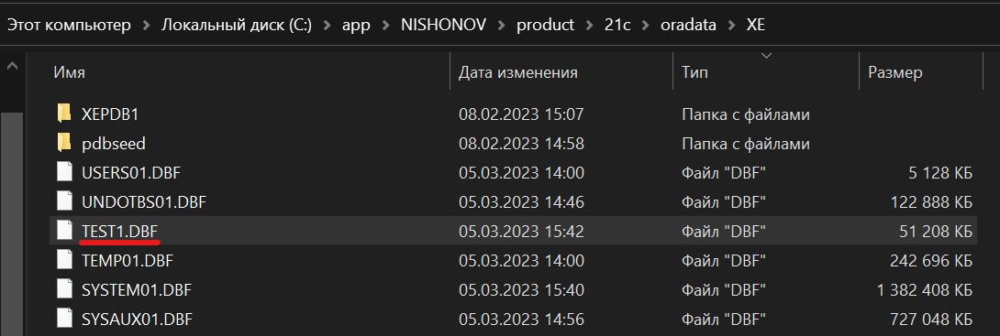 Этот компьютер > Локальный диск (C:) > app > NISHONOV > product > 21c > oradata > XE
Имя Дата изменения Тип Размер
XEPDB1 08.02.2023 15:07 Папка с файлами
pdbseed 08.02.2023 14:58 Папка с файлами
USERS01.DBF 05.03.2023 14:00 Файл "DBF" 5 128 КБ
UNDOTBS01.DBF 05.03.2023 14:46 Файл "DBF" 122 888 КБ
TEST1.DBF 05.03.2023 15:42 Файл "DBF" 51 208 КБ
TEMP01.DBF 05.03.2023 14:00 Файл "DBF" 242 696 КБ
SYSTEM01.DBF 05.03.2023 15:40 Файл "DBF" 1 382 408 КБ
SYSAUX01.DBF 05.03.2023 14:56 Файл "DBF" 727 048 КБ